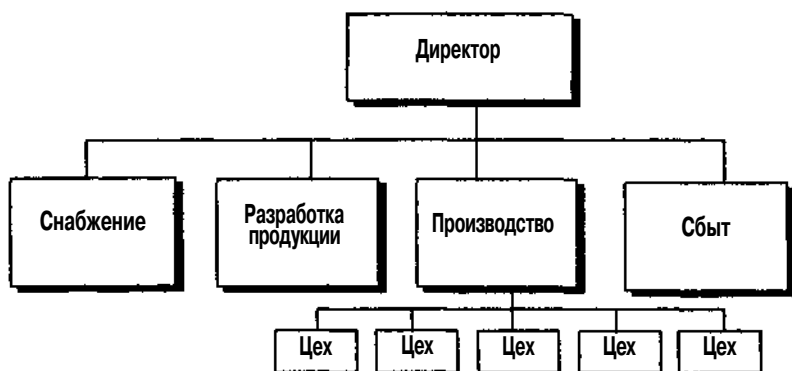 Директор
Снабжение
Разработка
продукции
Производство
Сбыт
Цех
Цех
Цех
Цех
Цех